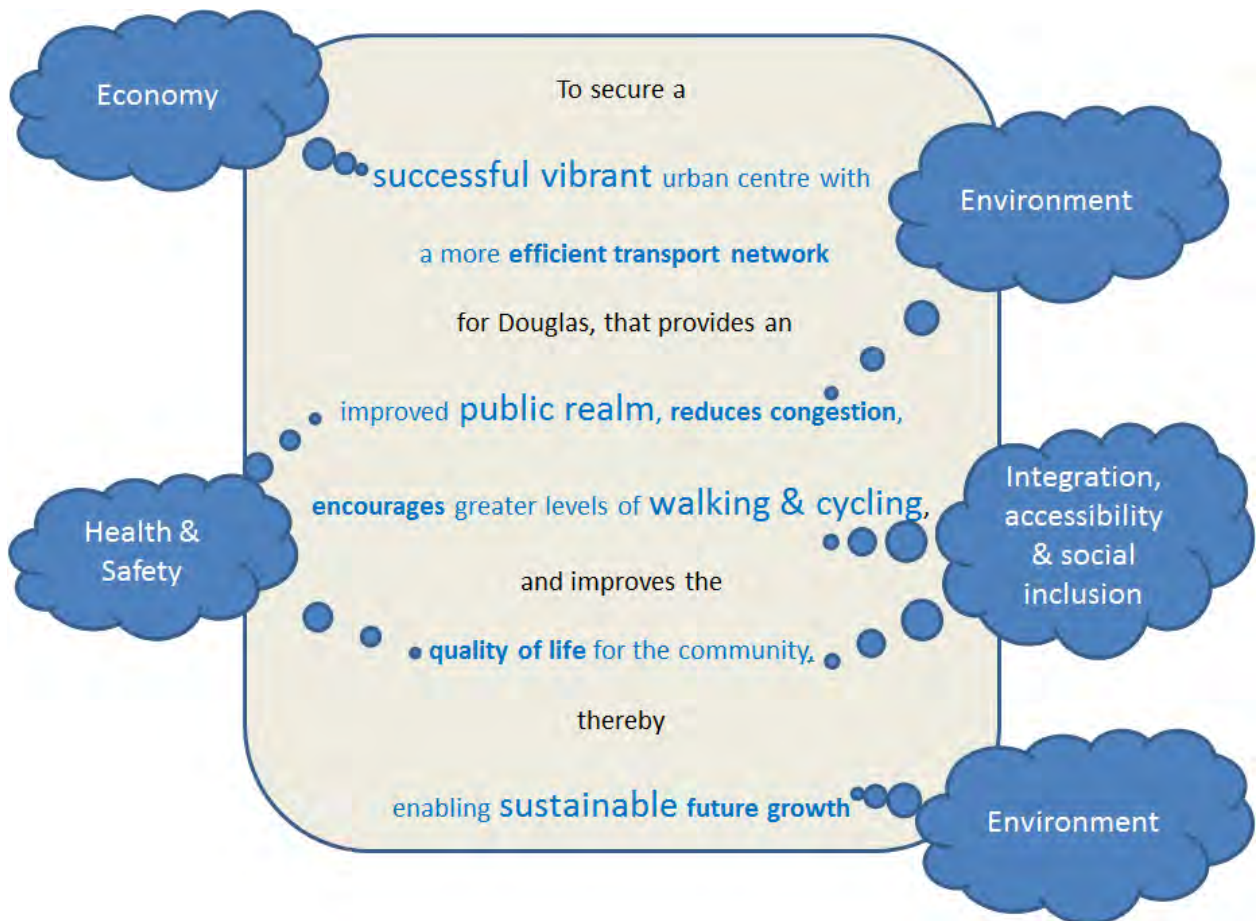 Economy
To secure a
successful vibrant urban centre with
Environment
a more efficient transport network
for Douglas, that provides an
improved public realm, reduces congestion,
encourages greater levels of walking & cycling,
Integration,
accessibility
& social
inclusion
Health &
Safety
and improves the
quality of life for the community,
thereby
enabling sustainable future growth
Environment